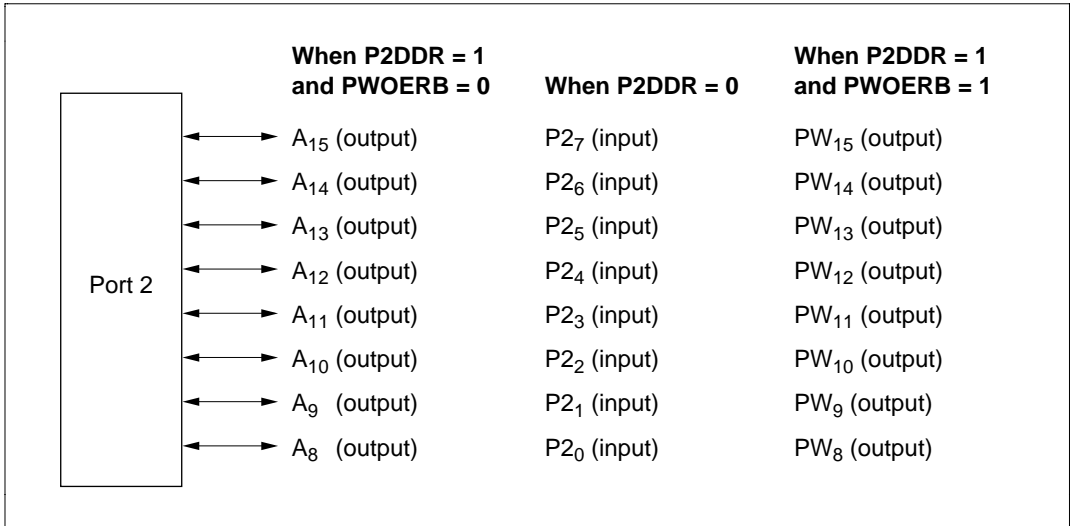 When P2DDR = 1 and PWOERB = 0
When P2DDR = 0
When P2DDR = 1 and PWOERB = 1
Port 2
A₁₅ (output) P2₇ (input) PW₁₅ (output)
A₁₄ (output) P2₆ (input) PW₁₄ (output)
A₁₃ (output) P2₅ (input) PW₁₃ (output)
A₁₂ (output) P2₄ (input) PW₁₂ (output)
A₁₁ (output) P2₃ (input) PW₁₁ (output)
A₁₀ (output) P2₂ (input) PW₁₀ (output)
A₉ (output) P2₁ (input) PW₉ (output)
A₈ (output) P2₀ (input) PW₈ (output)